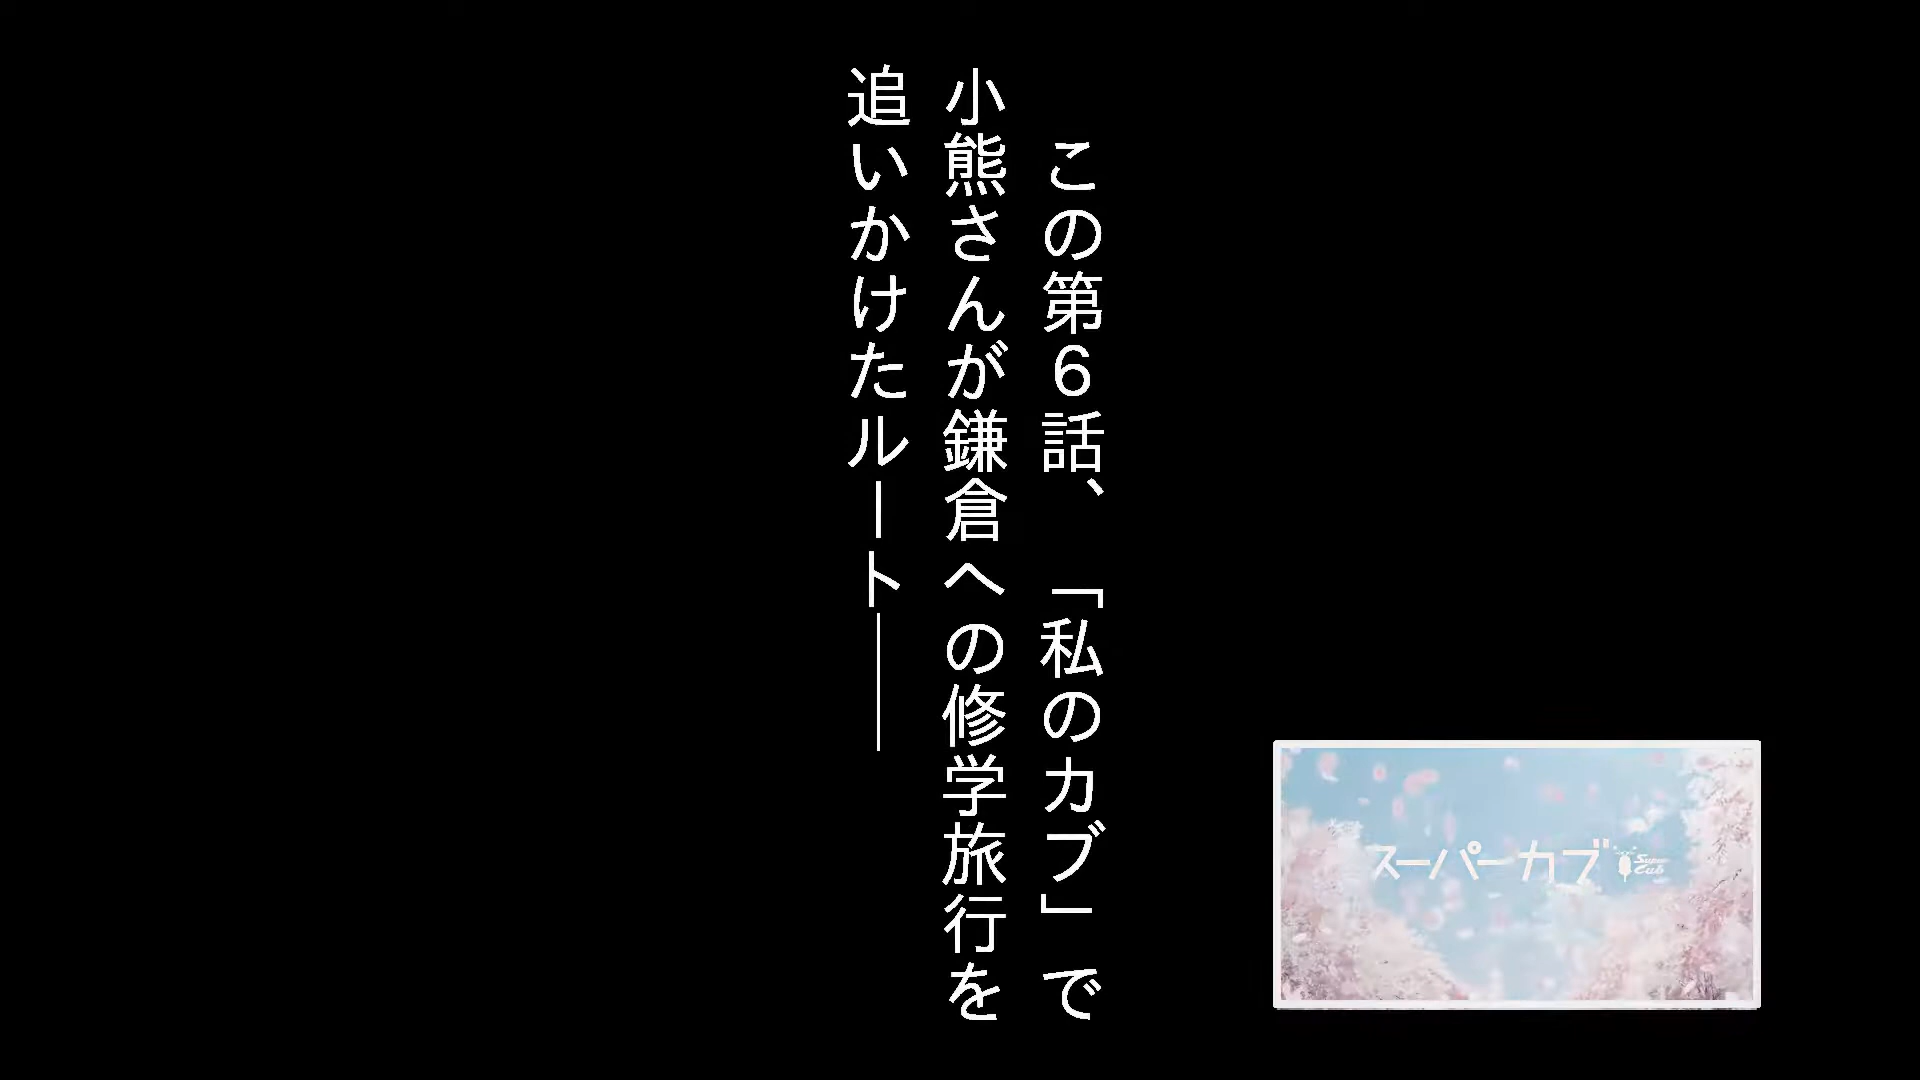 この第6話、「私のカブ」で
小熊さんが鎌倉への修学旅行を
追いかけたルート――
スーパーカブ
Super Cub